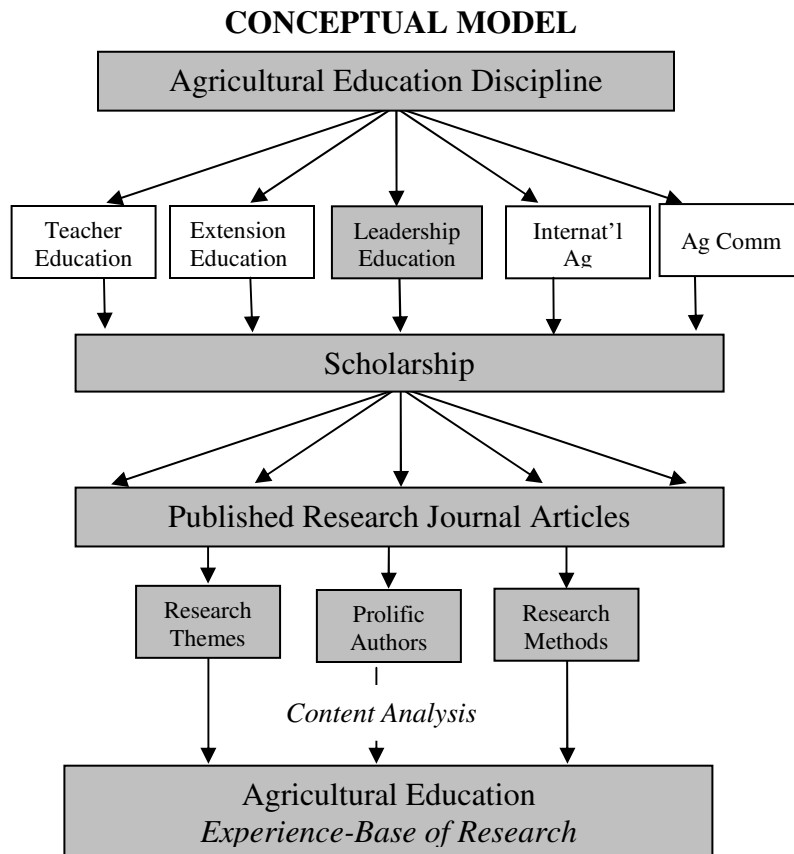 CONCEPTUAL MODEL
Agricultural Education Discipline
Teacher
Education
Extension
Education
Leadership
Education
Internat’l
Ag
Ag Comm
Scholarship
Published Research Journal Articles
Research
Themes
Prolific
Authors
Research
Methods
Content Analysis
Agricultural Education
Experience-Base of Research